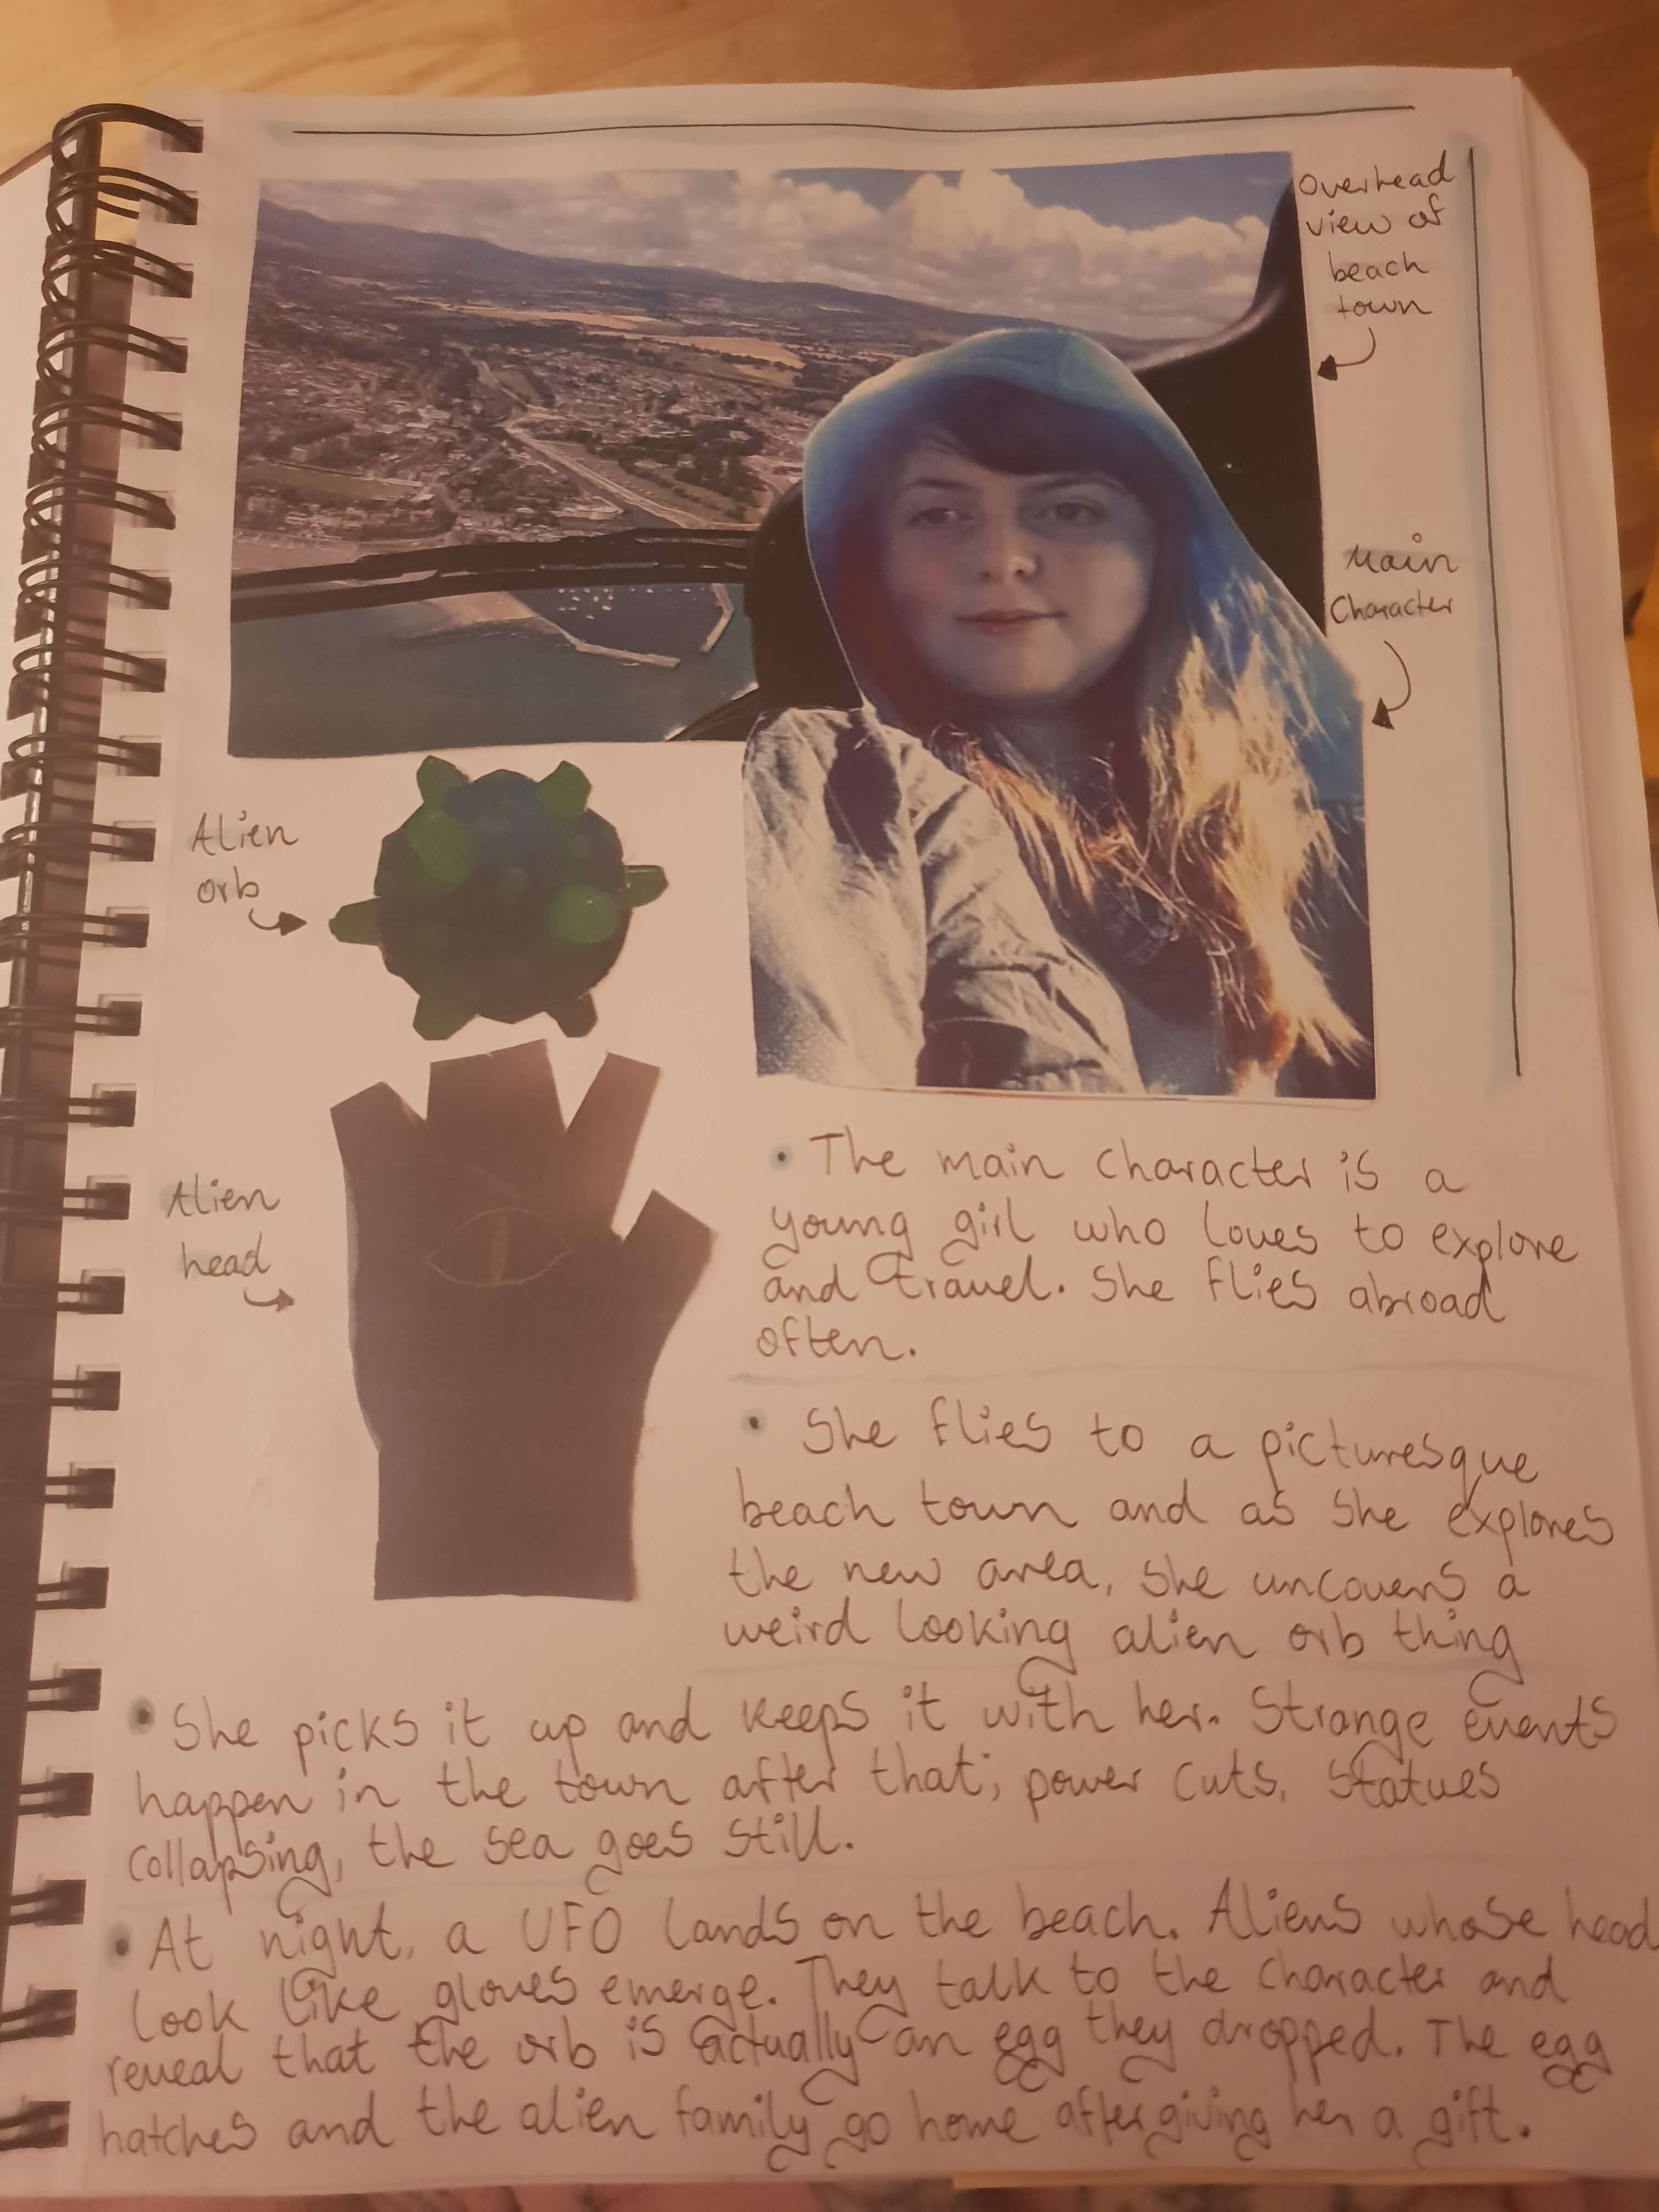 Overhead
view of
beach
town
Main
Character
Alien
orb
Alien
head
• The main character is a
young girl who loves to explore
and travel. She flies abroad
often.
• She flies to a picturesque
beach town and as she explores
the new area, she uncovers a
weird looking alien orb thing
• She picks it up and keeps it with her. Strange events
happen in the town after that; power cuts, statues
collapsing, the sea goes still.
• At night, a UFO lands on the beach. Aliens whose head
look like gloves emerge. They talk to the character and
reveal that the orb is actually an egg they dropped. The egg
hatches and the alien family go home after giving her a gift.